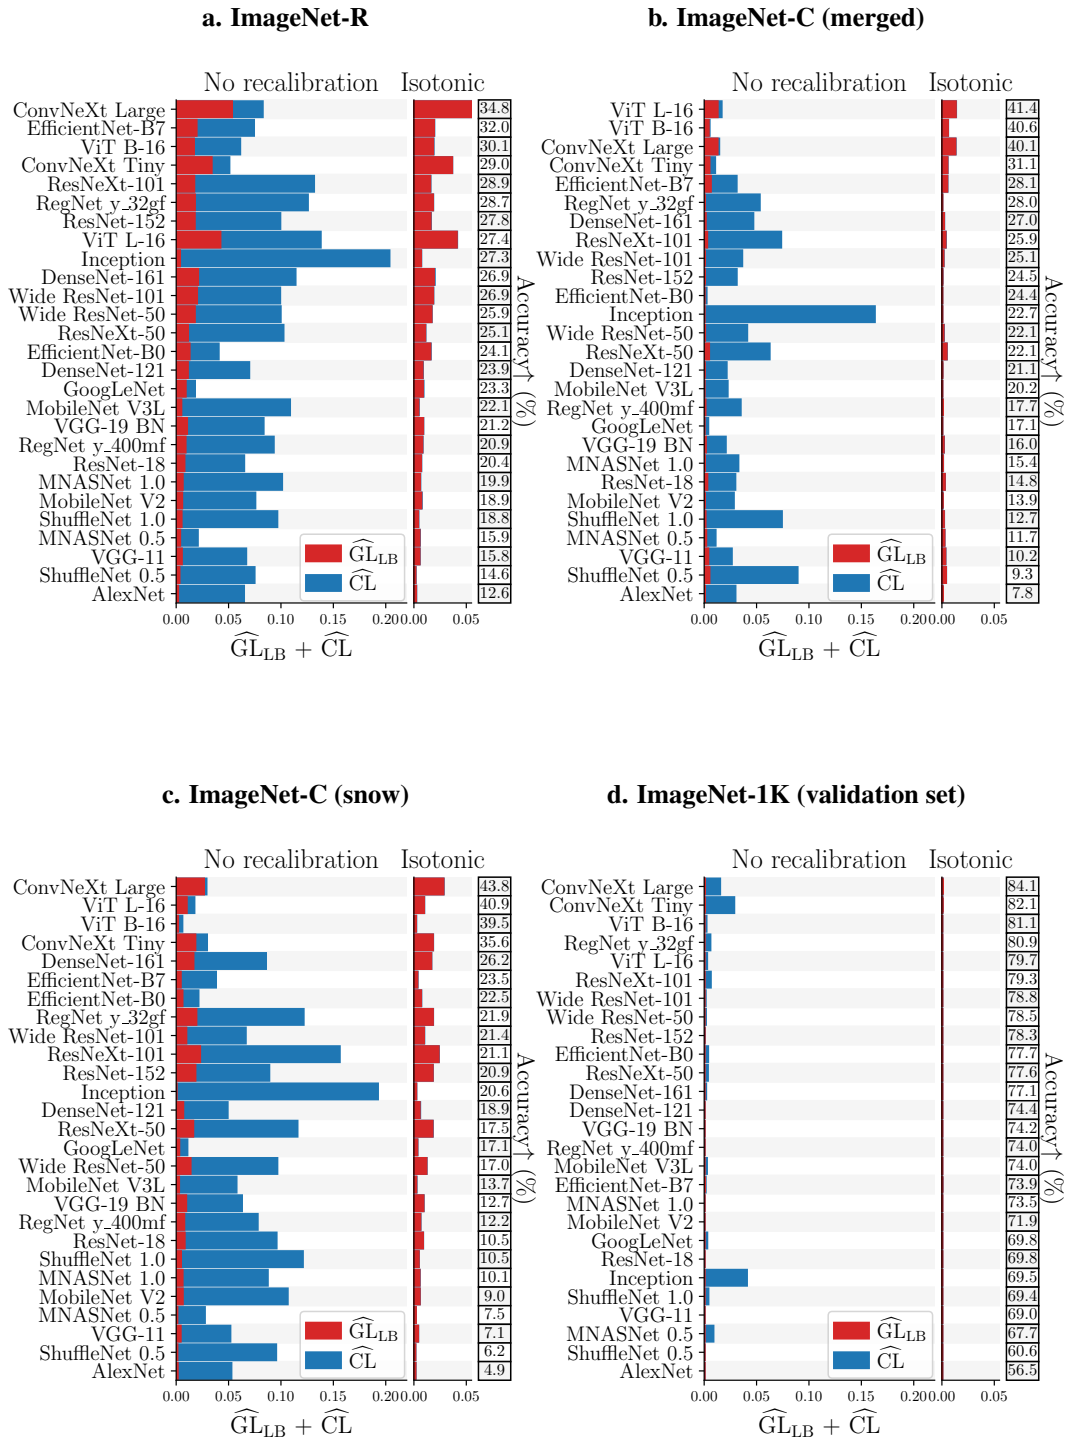 a. ImageNet-R
No recalibration Isotonic
ConvNeXt Large 34.8
EfficientNet-B7 32.0
ViT B-16 30.1
ConvNeXt Tiny 29.0
ResNeXt-101 28.9
RegNet y_32gf 28.7
ResNet-152 27.8
ViT L-16 27.4
Inception 27.3
DenseNet-161 26.9
Wide ResNet-101 26.9
Wide ResNet-50 25.9
ResNeXt-50 25.1
EfficientNet-B0 24.1
DenseNet-121 23.9
GoogLeNet 23.3
MobileNet V3L 22.1
VGG-19 BN 21.2
RegNet y_400mf 20.9
ResNet-18 20.4
MNASNet 1.0 19.9
MobileNet V2 18.9
ShuffleNet 1.0 18.8
MNASNet 0.5 15.9
VGG-11 15.8
ShuffleNet 0.5 14.6
AlexNet 12.6
Accuracy↑ (%)
G͡L_LB
C͡L
0.00 0.05 0.10 0.15 0.20 0.05
G͡L_LB + C͡L
b. ImageNet-C (merged)
No recalibration Isotonic
ViT L-16 41.4
ViT B-16 40.6
ConvNeXt Large 40.1
ConvNeXt Tiny 31.1
EfficientNet-B7 28.1
RegNet y_32gf 28.0
DenseNet-161 27.0
ResNeXt-101 25.9
Wide ResNet-101 25.1
ResNet-152 24.5
EfficientNet-B0 24.4
Inception 22.7
Wide ResNet-50 22.1
ResNeXt-50 22.1
DenseNet-121 21.1
MobileNet V3L 20.2
RegNet y_400mf 17.7
GoogLeNet 17.1
VGG-19 BN 16.0
MNASNet 1.0 15.4
ResNet-18 14.8
MobileNet V2 13.9
ShuffleNet 1.0 12.7
MNASNet 0.5 11.7
VGG-11 10.2
ShuffleNet 0.5 9.3
AlexNet 7.8
Accuracy↑ (%)
G͡L_LB
C͡L
0.00 0.05 0.10 0.15 0.20 0.05
G͡L_LB + C͡L
c. ImageNet-C (snow)
No recalibration Isotonic
ConvNeXt Large 43.8
ViT L-16 40.9
ViT B-16 39.5
ConvNeXt Tiny 35.6
DenseNet-161 26.2
EfficientNet-B7 23.5
EfficientNet-B0 22.5
RegNet y_32gf 21.9
Wide ResNet-101 21.4
ResNeXt-101 21.1
ResNet-152 20.9
Inception 20.6
DenseNet-121 18.9
ResNeXt-50 17.5
GoogLeNet 17.1
Wide ResNet-50 17.0
MobileNet V3L 13.7
VGG-19 BN 12.7
RegNet y_400mf 12.2
ResNet-18 10.5
ShuffleNet 1.0 10.5
MNASNet 1.0 10.1
MobileNet V2 9.0
MNASNet 0.5 7.5
VGG-11 7.1
ShuffleNet 0.5 6.2
AlexNet 4.9
Accuracy↑ (%)
G͡L_LB
C͡L
0.00 0.05 0.10 0.15 0.20 0.05
G͡L_LB + C͡L
d. ImageNet-1K (validation set)
No recalibration Isotonic
ConvNeXt Large 84.1
ConvNeXt Tiny 82.1
ViT B-16 81.1
RegNet y_32gf 80.9
ViT L-16 79.7
ResNeXt-101 79.3
Wide ResNet-101 78.8
Wide ResNet-50 78.5
ResNet-152 78.3
EfficientNet-B0 77.7
ResNeXt-50 77.6
DenseNet-161 77.1
DenseNet-121 74.4
VGG-19 BN 74.2
RegNet y_400mf 74.0
MobileNet V3L 74.0
EfficientNet-B7 73.9
MNASNet 1.0 73.5
MobileNet V2 71.9
GoogLeNet 69.8
ResNet-18 69.8
Inception 69.5
ShuffleNet 1.0 69.4
VGG-11 69.0
MNASNet 0.5 67.7
ShuffleNet 0.5 60.6
AlexNet 56.5
Accuracy↑ (%)
G͡L_LB
C͡L
0.00 0.05 0.10 0.15 0.20 0.05
G͡L_LB + C͡L